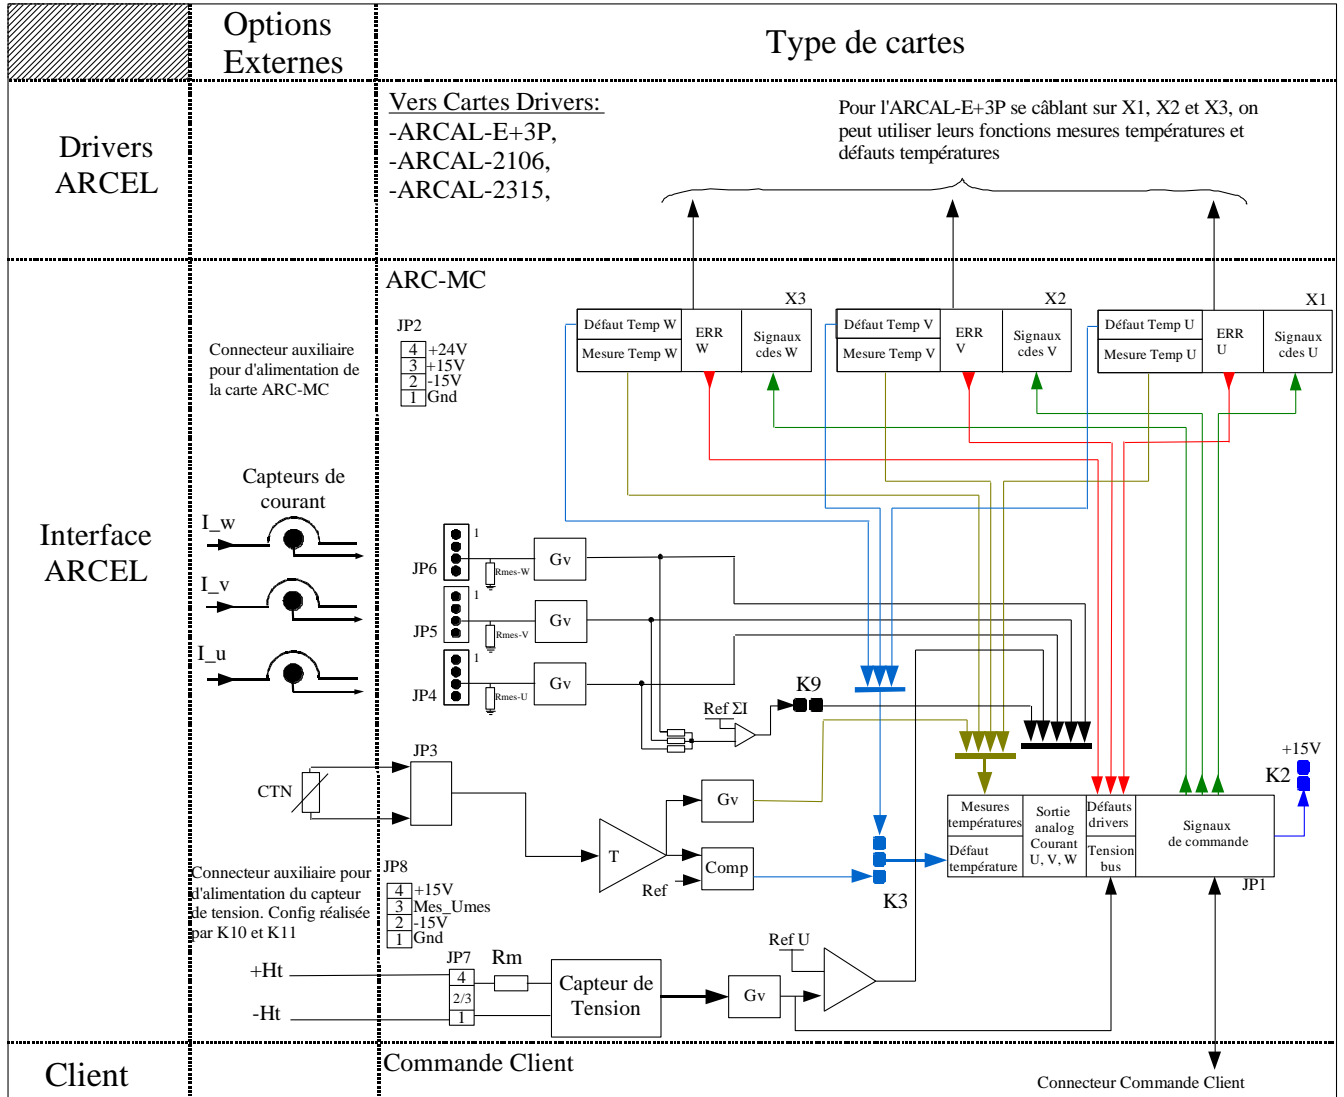 Options
Externes
Type de cartes
Drivers
ARCEL
Vers Cartes Drivers:
-ARCAL-E+3P,
-ARCAL-2106,
-ARCAL-2315,
Pour l'ARCAL-E+3P se câblant sur X1, X2 et X3, on
peut utiliser leurs fonctions mesures températures et
défauts températures
Interface
ARCEL
ARC-MC
Connecteur auxiliaire
pour d'alimentation de
la carte ARC-MC
JP2
4 +24V
3 +15V
2 -15V
1 Gnd
X3
Défaut Temp W
Mesure Temp W
ERR
W
Signaux
cdes W
X2
Défaut Temp V
Mesure Temp V
ERR
V
Signaux
cdes V
X1
Défaut Temp U
Mesure Temp U
ERR
U
Signaux
cdes U
Capteurs de
courant
I_w
I_v
I_u
JP6
1
Rmes-W
Gv
JP5
1
Rmes-V
Gv
JP4
1
Rmes-U
Gv
Ref ΣI
K9
CTN
JP3
T
Gv
Comp
Ref
K3
+15V
K2
Mesures
températures
Défaut
température
Sortie
analog
Courant
U, V, W
Défauts
drivers
Tension
bus
Signaux
de commande
JP1
Connecteur auxiliaire pour
d'alimentation du capteur
de tension. Config réalisée
par K10 et K11
JP8
4 +15V
3 Mes_Umes
2 -15V
1 Gnd
+Ht
-Ht
JP7
4
2/3
1
Rm
Capteur de
Tension
Gv
Ref U
Client
Commande Client
Connecteur Commande Client